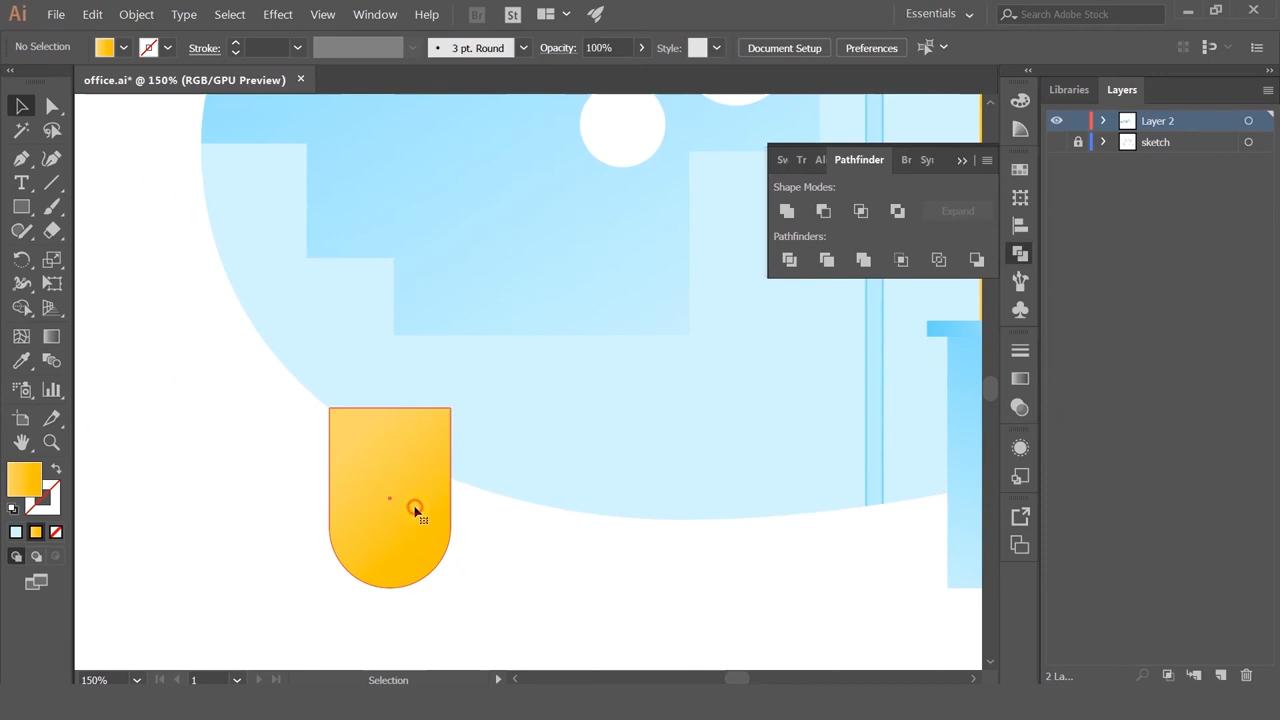 Ai File Edit Object Type Select Effect View Window Help Br St Essentials Search Adobe Stock
No Selection Stroke: 3 pt. Round Opacity: 100% Style: Document Setup Preferences
office.ai* @ 150% (RGB/GPU Preview)
Libraries Layers
Layer 2
sketch
Sw Tr Al Pathfinder Br Syr
Shape Modes:
Expand
Pathfinders:
2 La...
150% 1 Selection